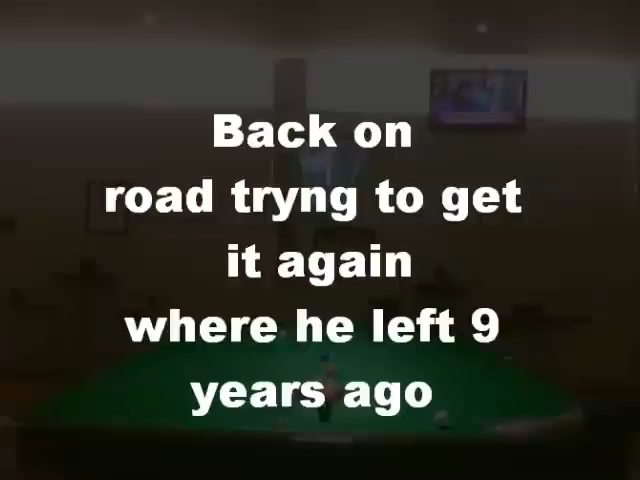 Back on
road tryng to get
it again
where he left 9
years ago